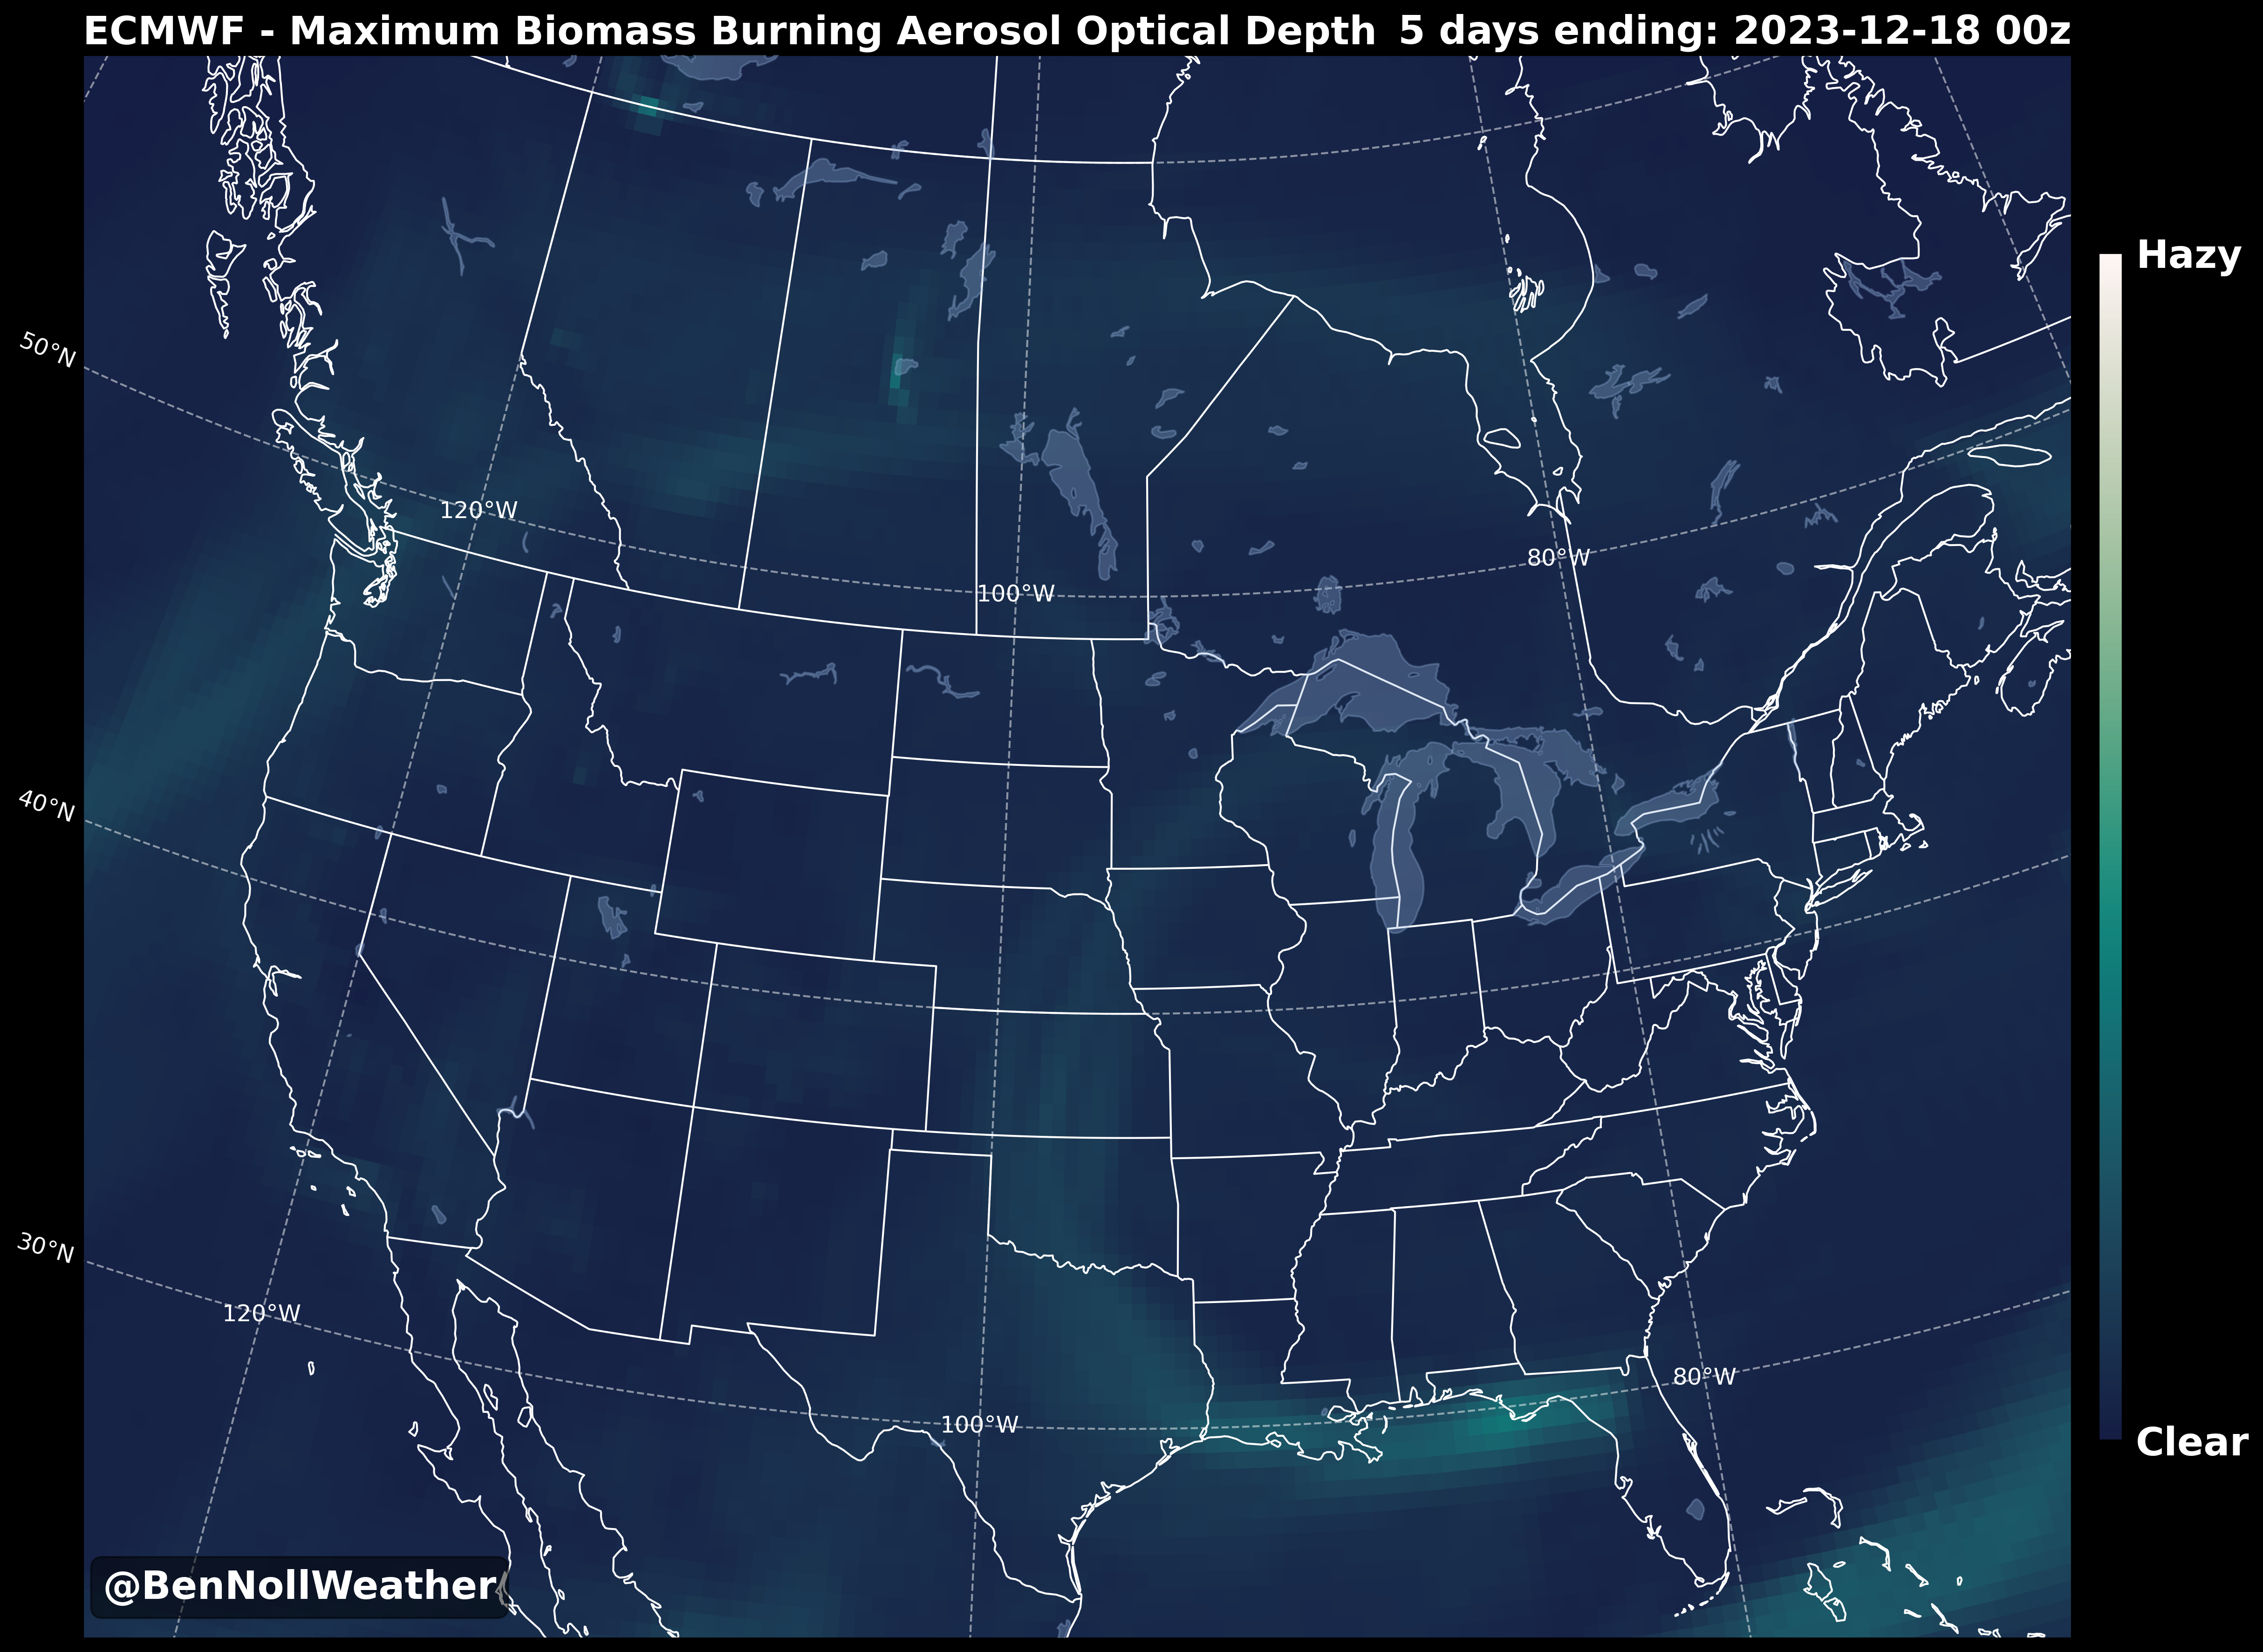 ECMWF - Maximum Biomass Burning Aerosol Optical Depth 5 days ending: 2023-12-18 00z
Hazy
50°N
120°W
80°W
100°W
40°N
30°N
120°W
80°W
100°W
Clear
@BenNollWeather